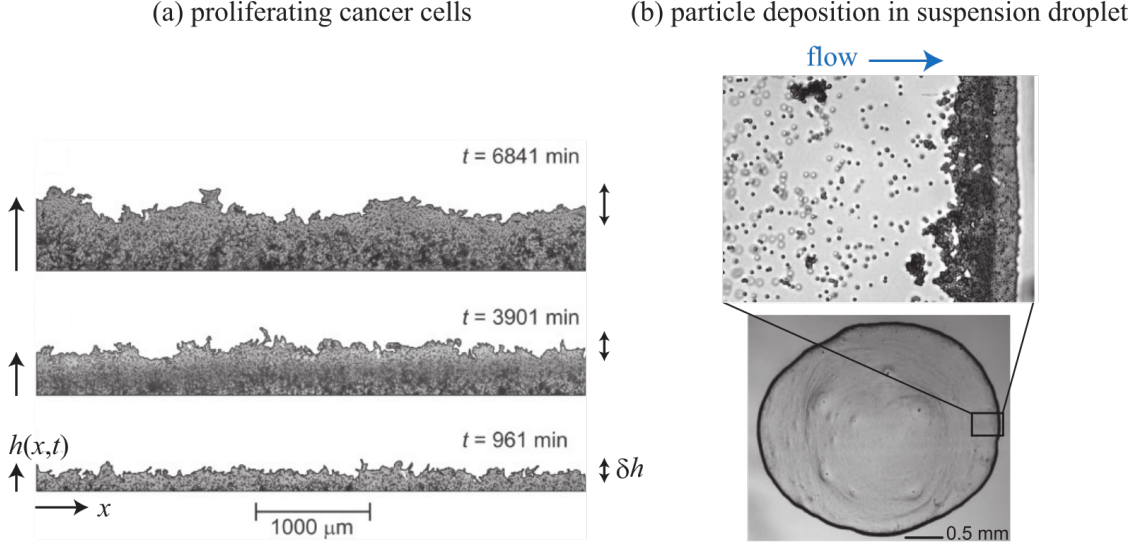 (a) proliferating cancer cells
t = 6841 min
t = 3901 min
t = 961 min
h(x,t)
δh
x
1000 μm
(b) particle deposition in suspension droplet
flow
0.5 mm